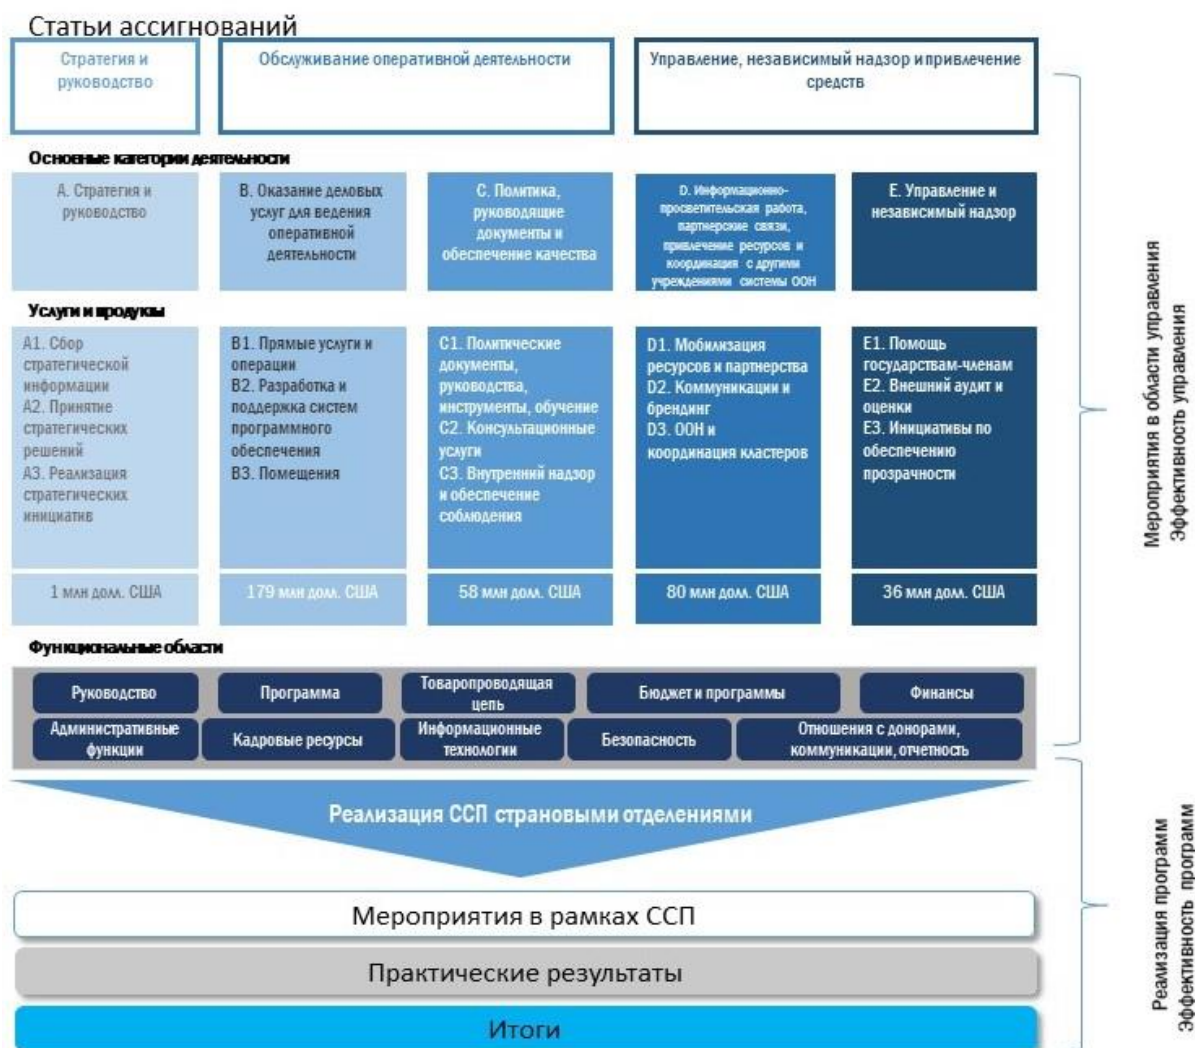 Статьи ассигнований
Стратегия и
руководство
Обслуживание оперативной деятельности
Управление, независимый надзор и привлечение
средств
Основные категории деятельности
А. Стратегия и
руководство
В. Оказание деловых
услуг для ведения
оперативной
деятельности
С. Политика,
руководящие
документы и
обеспечение качества
D. Информационно-
просветительская работа,
партнерские связи,
привлечение ресурсов и
координация с другими
учреждениями системы ООН
Е. Управление и
независимый надзор
Услуги и продукты
А1. Сбор
стратегической
информации
А2. Принятие
стратегических
решений
А3. Реализация
стратегических
инициатив
В1. Прямые услуги и
операции
В2. Разработка и
поддержка систем
программного
обеспечения
В3. Помещения
С1. Политические
документы,
руководства,
инструменты, обучение
С2. Консультационные
услуги
С3. Внутренний надзор
и обеспечение
соблюдения
D1. Мобилизация
ресурсов и партнерства
D2. Коммуникации и
брендинг
D3. ООН и
координация кластеров
Е1. Помощь
государствам-членам
Е2. Внешний аудит и
оценки
Е3. Инициативы по
обеспечению
прозрачности
1 млн долл. США
179 млн долл. США
58 млн долл. США
80 млн долл. США
36 млн долл. США
Функциональные области
Руководство
Программа
Товаропроводящая
цепь
Бюджет и программы
Финансы
Административные
функции
Кадровые ресурсы
Информационные
технологии
Безопасность
Отношения с донорами,
коммуникации, отчетность
Мероприятия в области управления
Эффективность управления
Реализация ССП страновыми отделениями
Мероприятия в рамках ССП
Практические результаты
Итоги
Реализация программ
Эффективность программ